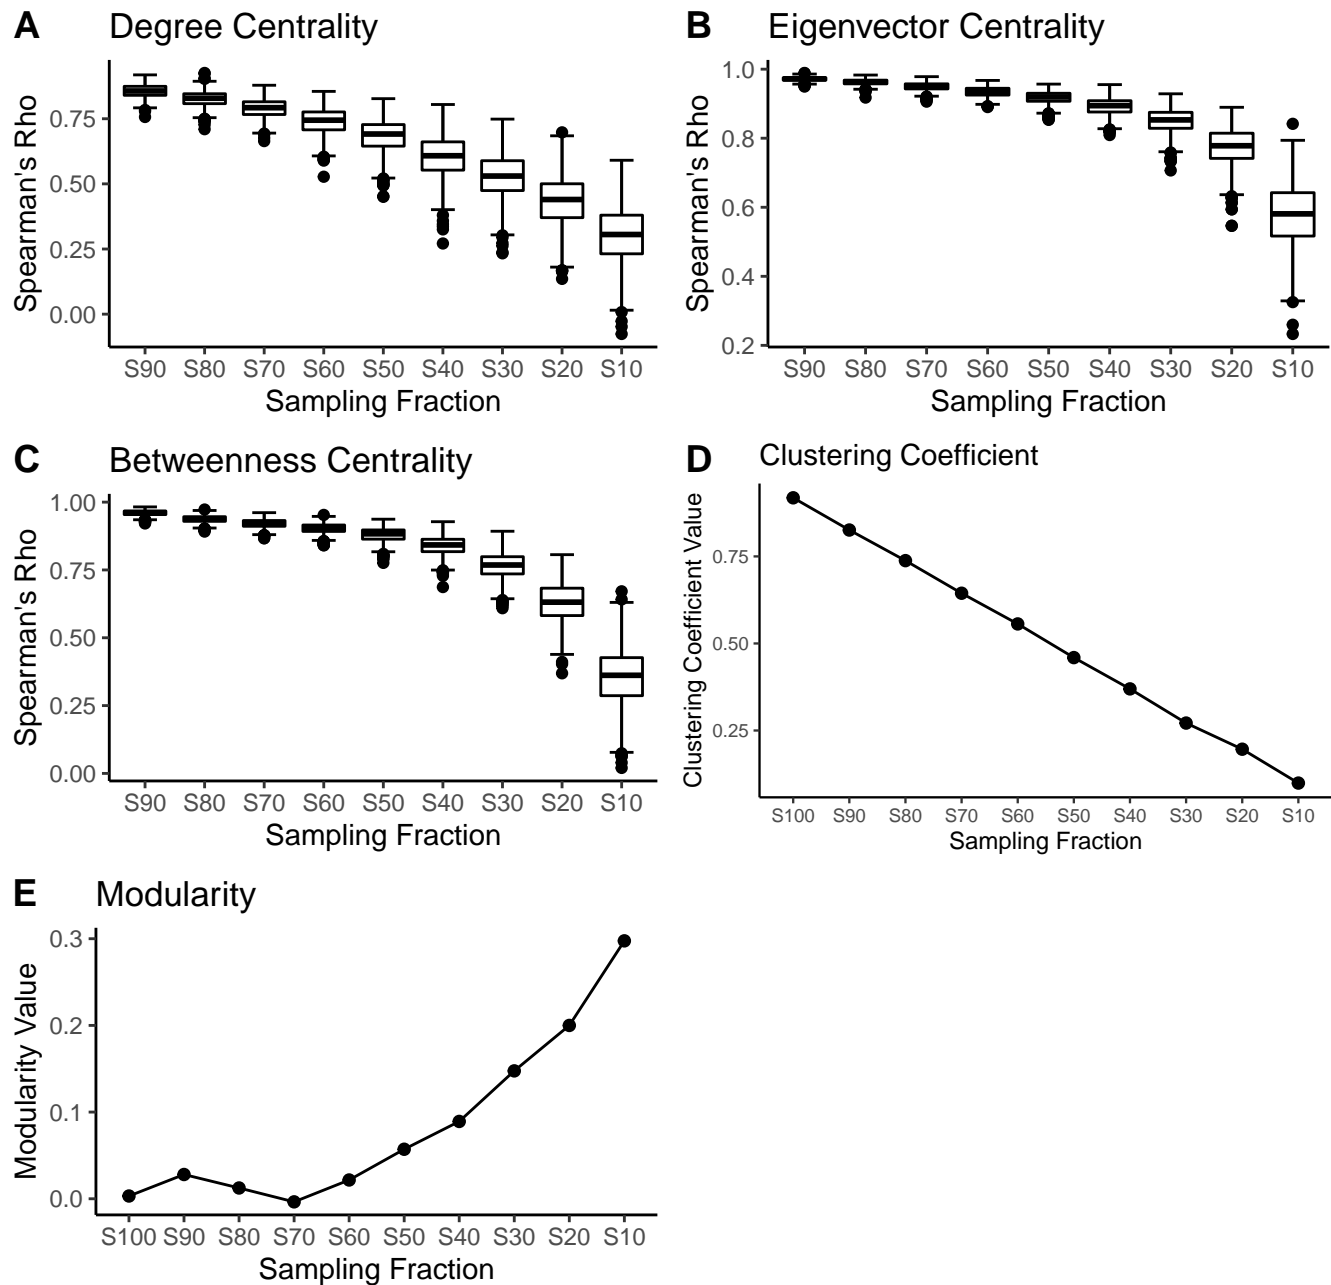 A Degree Centrality
Spearman's Rho
0.75
0.50
0.25
0.00
S90 S80 S70 S60 S50 S40 S30 S20 S10
Sampling Fraction
B Eigenvector Centrality
Spearman's Rho
1.0
0.8
0.6
0.4
0.2
S90 S80 S70 S60 S50 S40 S30 S20 S10
Sampling Fraction
C Betweenness Centrality
Spearman's Rho
1.00
0.75
0.50
0.25
0.00
S90 S80 S70 S60 S50 S40 S30 S20 S10
Sampling Fraction
D Clustering Coefficient
Clustering Coefficient Value
0.75
0.50
0.25
S100 S90 S80 S70 S60 S50 S40 S30 S20 S10
Sampling Fraction
E Modularity
Modularity Value
0.3
0.2
0.1
0.0
S100 S90 S80 S70 S60 S50 S40 S30 S20 S10
Sampling Fraction